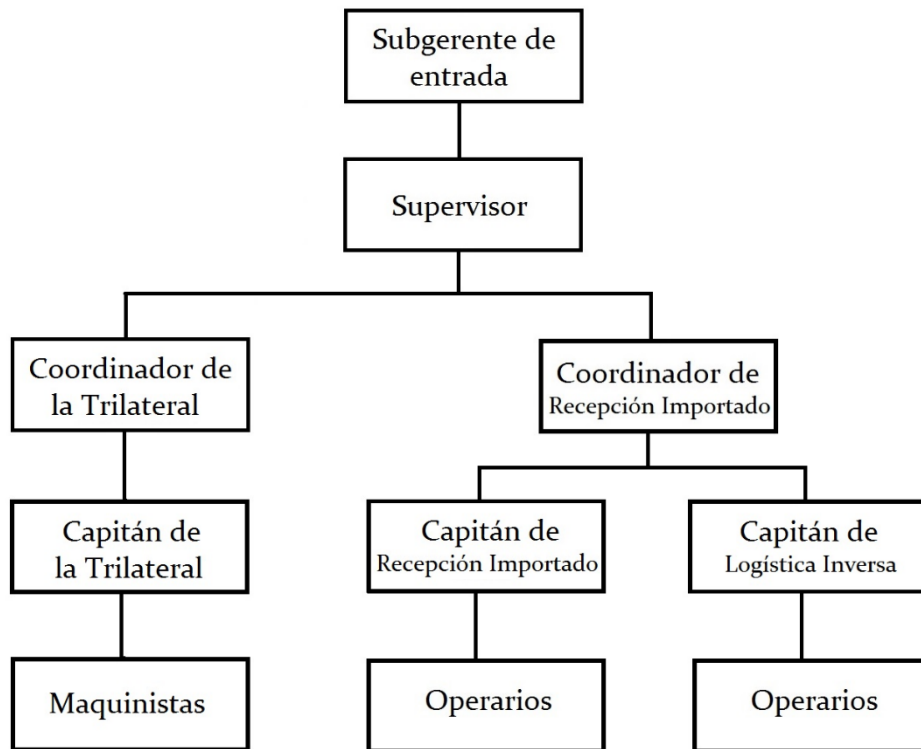 Subgerente de
entrada
Supervisor
Coordinador de
la Trilateral
Coordinador de
Recepción Importado
Capitán de
la Trilateral
Capitán de
Recepción Importado
Capitán de
Logística Inversa
Maquinistas
Operarios
Operarios